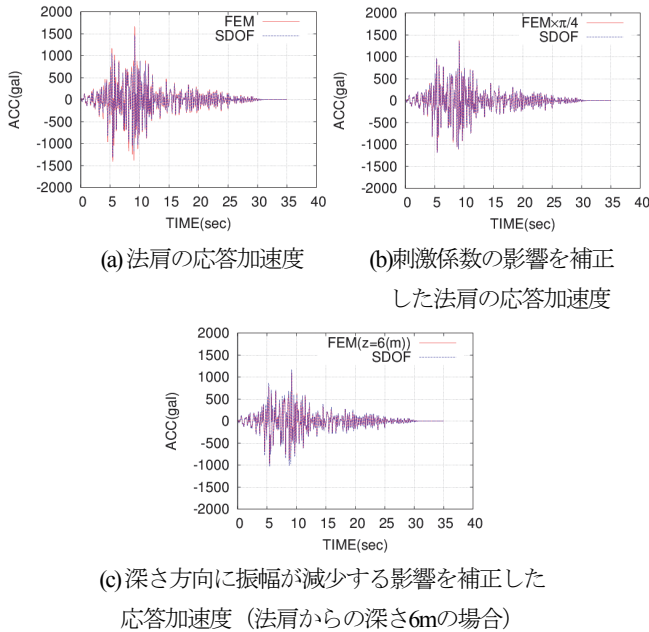 FEM
SDOF
ACC(gal)
2000
1500
1000
500
0
-500
-1000
-1500
-2000
0 5 10 15 20 25 30 35 40
TIME(sec)
(a) 法肩の応答加速度
FEM×π/4
SDOF
ACC(gal)
2000
1500
1000
500
0
-500
-1000
-1500
-2000
0 5 10 15 20 25 30 35 40
TIME(sec)
(b)刺激係数の影響を補正
した法肩の応答加速度
FEM(z=6(m))
SDOF
ACC(gal)
2000
1500
1000
500
0
-500
-1000
-1500
-2000
0 5 10 15 20 25 30 35 40
TIME(sec)
(c) 深さ方向に振幅が減少する影響を補正した
応答加速度（法肩からの深さ6mの場合）